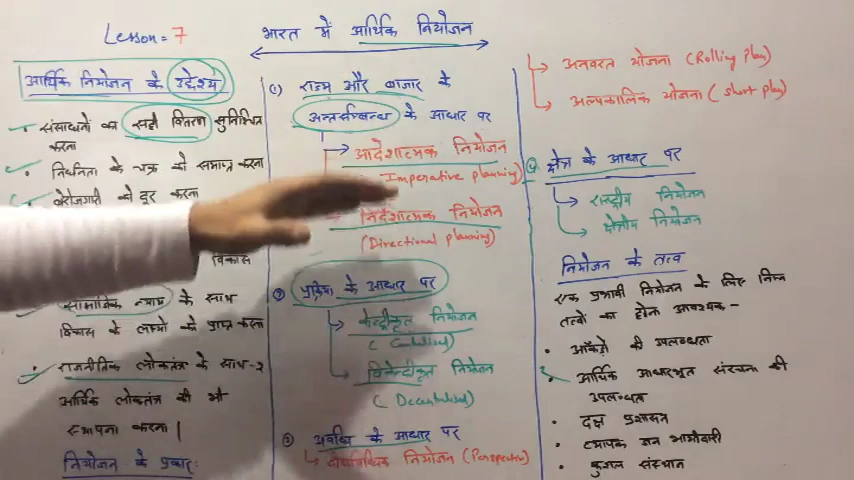 Lesson = 7
भारत में आर्थिक नियोजन
आर्थिक नियोजन के उद्देश्य
संसाधनों का सही वितरण सुनिश्चित
करना
निर्धनता के चक्र को समाप्त करना
बेरोजगारी को दूर करना
विकास
सामाजिक न्याय के साथ
विकास के लक्ष्यों को प्राप्त करना
राजनीतिक लोकतंत्र के साथ-२
आर्थिक लोकतंत्र की भी
स्थापना करना |
नियोजन के प्रकार:
(1) राज्य और बाजार के
अन्तर्सम्बन्ध के आधार पर
आदेशात्मक नियोजन
Imperative planning)
निर्देशात्मक नियोजन
(Directional planning)
② प्रक्रिया के आधार पर
केन्द्रीकृत नियोजन
विकेन्द्रीकृत नियोजन
(Decentralised)
③ अवधि के आधार पर
दीर्घावधिक नियोजन (Perspective)
अनवरत योजना (Rolling Play)
अल्पकालिक योजना (short play)
④ क्षेत्र के आधार पर
राष्ट्रीय नियोजन
क्षेत्रीय नियोजन
नियोजन के तत्व
एक प्रभावी नियोजन के लिए निम्न
तत्वों का होना आवश्यक -
• आँकड़ों की उपलब्धता
• आर्थिक आधारभूत संरचना की
उपलब्धता
• दक्ष प्रशासन
• व्यापक जन भागीदारी
• कुशल संस्थान